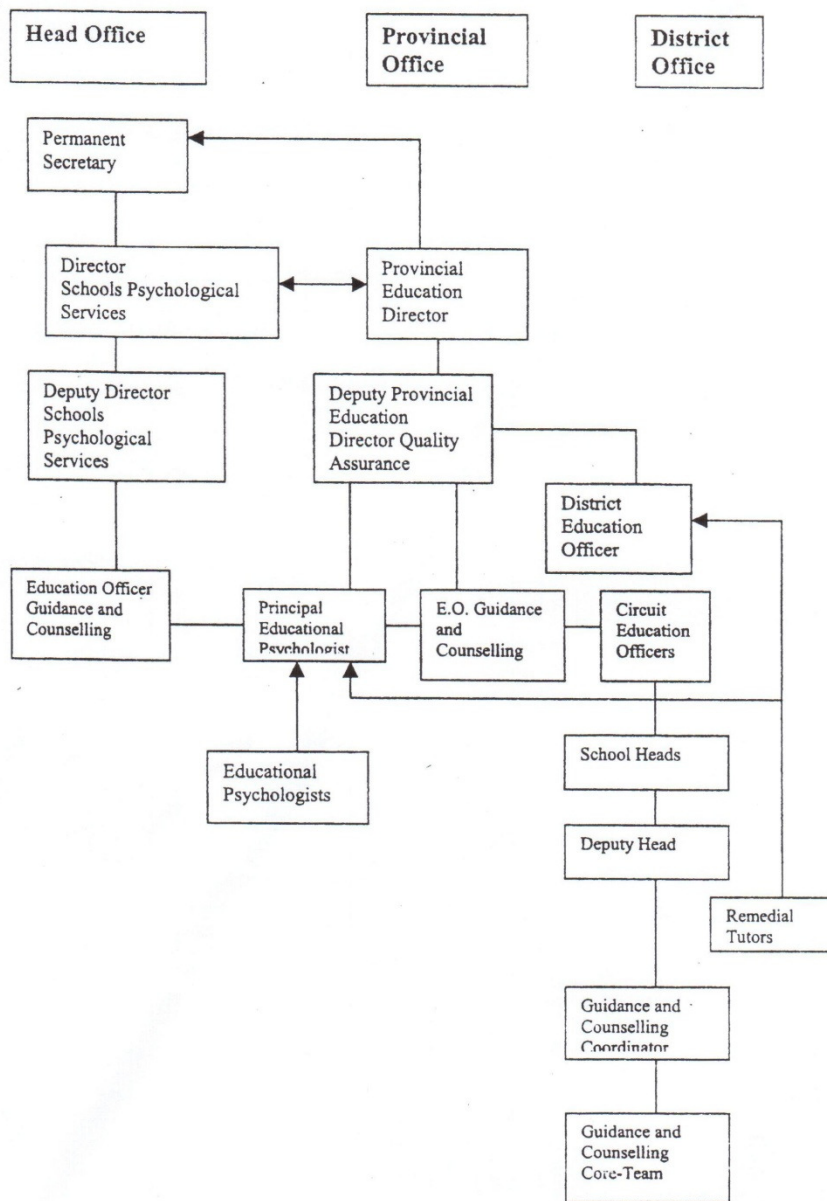 Head Office
Provincial
Office
District
Office
Permanent
Secretary
Director
Schools Psychological
Services
Provincial
Education
Director
Deputy Director
Schools
Psychological
Services
Deputy Provincial
Education
Director Quality
Assurance
District
Education
Officer
Education Officer
Guidance and
Counselling
Principal
Educational
Psychologist
E.O. Guidance
and
Counselling
Circuit
Education
Officers
Educational
Psychologists
School Heads
Deputy Head
Remedial
Tutors
Guidance and
Counselling
Coordinator
Guidance and
Counselling
Core-Team